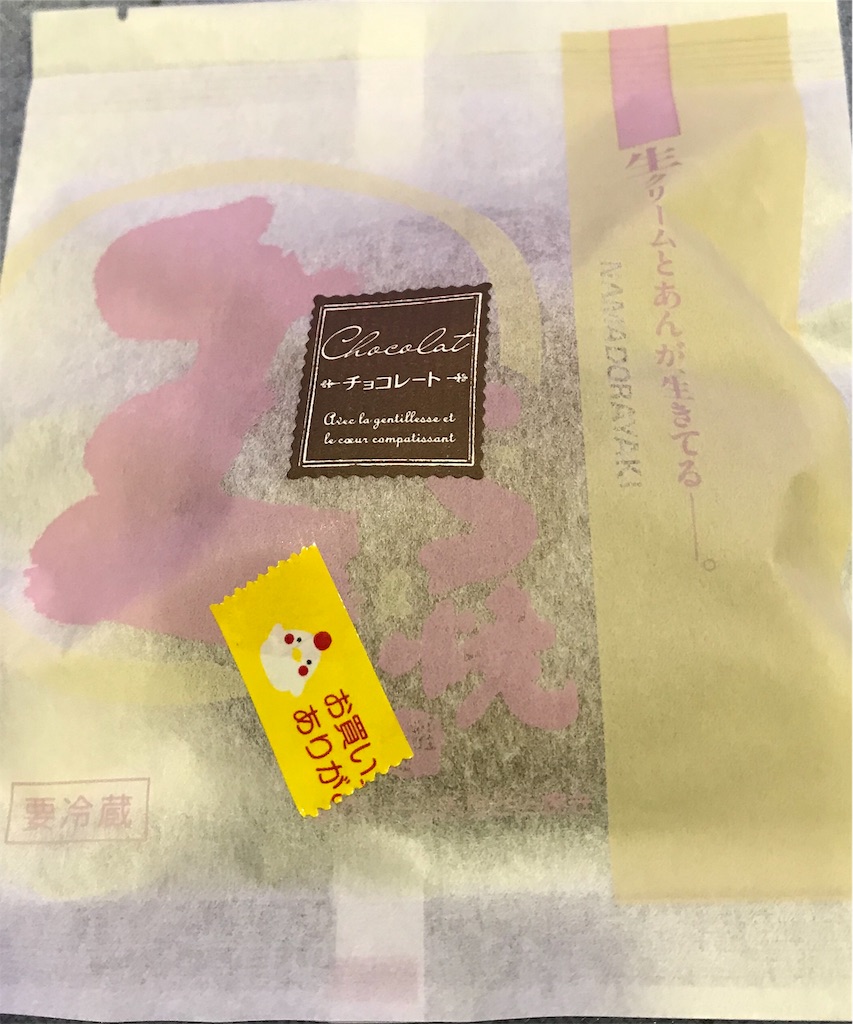 生クリームとあんが、生きてる──。
NAMADORAYAKI
Chocolat
チョコレート
Avec la gentillesse et
le cœur compatissant
お買い
ありが
要冷蔵